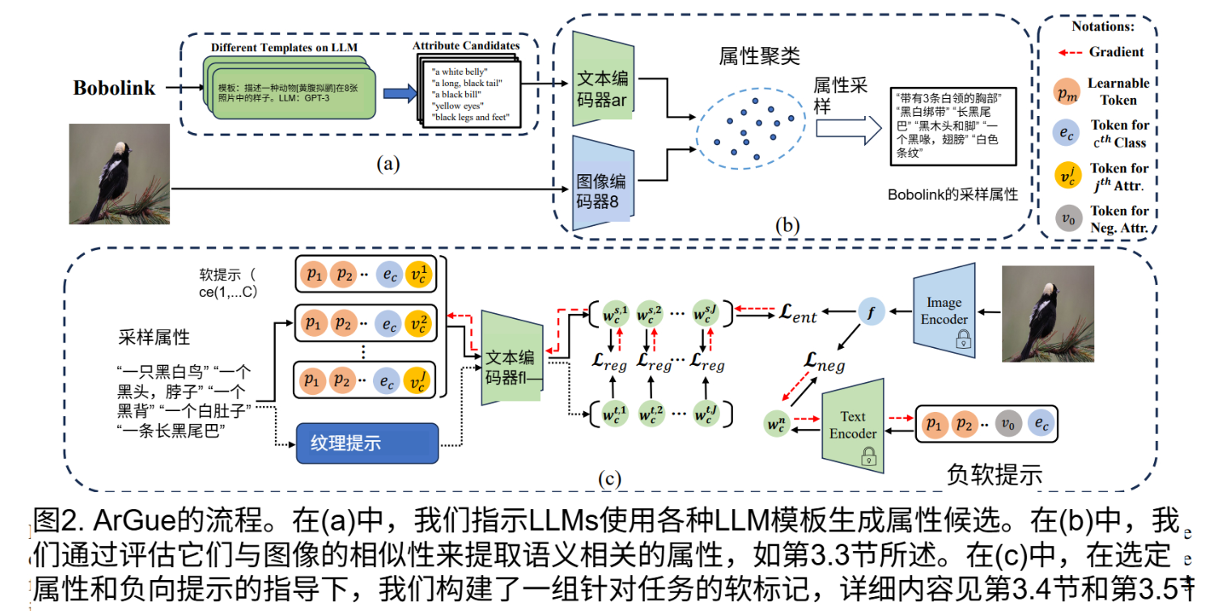 Different Templates on LLM
Attribute Candidates
Bobolink
模板：描述一种动物[黄腹拟鹂]在8张
照片中的样子。LLM：GPT-3
"a white belly"
"a long, black tail"
"a black bill"
"yellow eyes"
"black legs and feet"
(a)
文本编
码器ar
图像编
码器8
属性聚类
属性采
样
“带有3条白领的胸部”
“黑白绑带” “长黑尾
巴” “黑木头和脚” “一
个黑喙，翅膀” “白色
条纹”
Bobolink的采样属性
(b)
Notations:
Gradient
p_m Learnable
Token
e_c Token for
c^th Class
v_c^j Token for
j^th Attr.
v_0 Token for
Neg. Attr.
软提示（
ce(1,...C）
p_1 p_2 ·· e_c v_c^1
p_1 p_2 ·· e_c v_c^2
⋮
p_1 p_2 ·· e_c v_c^J
采样属性
“一只黑白鸟” “一个
黑头，脖子” “一个
黑背” “一个白肚子”
“一条长黑尾巴”
纹理提示
文本编
码器fl—
w_c^{s,1} w_c^{s,2} ··· w_c^{s,J}
L_reg L_reg ··· L_reg
w_c^{t,1} w_c^{t,2} ··· w_c^{t,J}
L_ent
f
Image
Encoder
L_neg
w_c^n
Text
Encoder
p_1 p_2 ·· v_0 e_c
负软提示
(c)
图2. ArGue的流程。在(a)中，我们指示LLMs使用各种LLM模板生成属性候选。在(b)中，我
们通过评估它们与图像的相似性来提取语义相关的属性，如第3.3节所述。在(c)中，在选定
属性和负向提示的指导下，我们构建了一组针对任务的软标记，详细内容见第3.4节和第3.5节